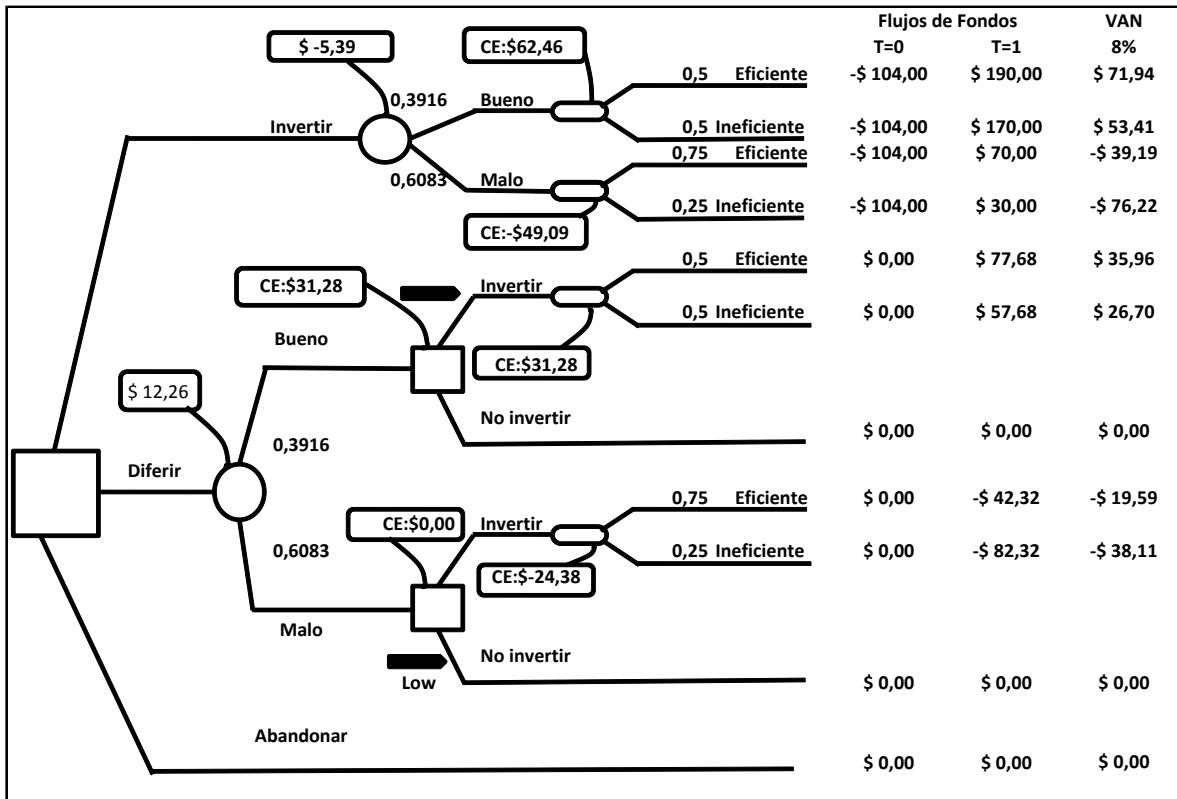 Flujos de Fondos VAN
T=0 T=1 8%
$ -5,39
CE:$62,46
0,5 Eficiente -$ 104,00 $ 190,00 $ 71,94
0,3916 Bueno
Invertir
0,5 Ineficiente -$ 104,00 $ 170,00 $ 53,41
0,75 Eficiente -$ 104,00 $ 70,00 -$ 39,19
0,6083 Malo
0,25 Ineficiente -$ 104,00 $ 30,00 -$ 76,22
CE:-$49,09
0,5 Eficiente $ 0,00 $ 77,68 $ 35,96
CE:$31,28
Invertir
0,5 Ineficiente $ 0,00 $ 57,68 $ 26,70
Bueno
CE:$31,28
$ 12,26
No invertir
$ 0,00 $ 0,00 $ 0,00
0,3916
Diferir
0,75 Eficiente $ 0,00 -$ 42,32 -$ 19,59
CE:$0,00
Invertir
0,6083
0,25 Ineficiente $ 0,00 -$ 82,32 -$ 38,11
CE:$-24,38
Malo
No invertir
Low
$ 0,00 $ 0,00 $ 0,00
Abandonar
$ 0,00 $ 0,00 $ 0,00